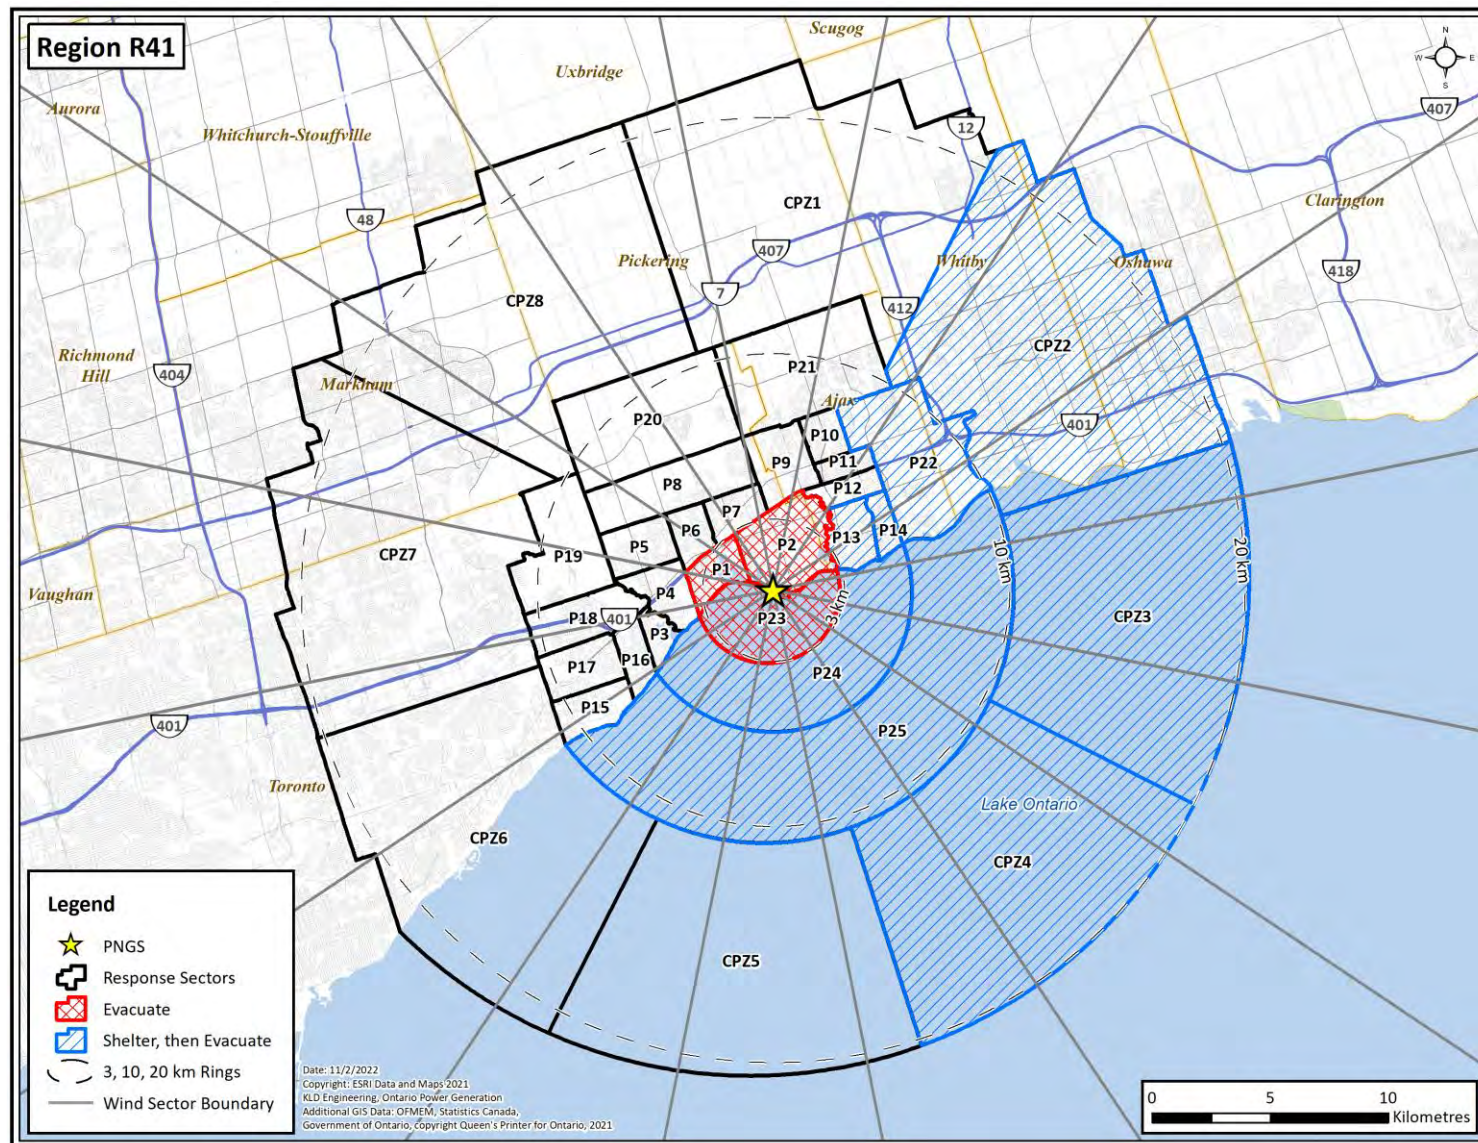 Region R41
Scugog
N
W
E
S
Uxbridge
Aurora
407
Whitchurch-Stouffville
12
CPZ1
Clarington
48
Pickering
407
Whitby
Oshawa
418
7
CPZ8
412
CPZ2
Richmond
Hill
404
Markham
P21
Ajax
P20
401
P10
P9
P11
P22
P8
P12
P7
P6
P14
P13
P2
P5
10 km
20 km
CPZ7
P19
P1
Vaughan
P4
3 km
P18
401
P23
CPZ3
P3
P16
P17
P24
P15
401
P25
Toronto
Lake Ontario
CPZ6
CPZ4
CPZ5
Legend
PNGS
Response Sectors
Evacuate
Shelter, then Evacuate
3, 10, 20 km Rings
Wind Sector Boundary
Date: 11/2/2022
Copyright: ESRI Data and Maps 2021
KLD Engineering, Ontario Power Generation
Additional GIS Data: OFMEM, Statistics Canada,
Government of Ontario, copyright Queen's Printer for Ontario, 2021
0 5 10
Kilometres